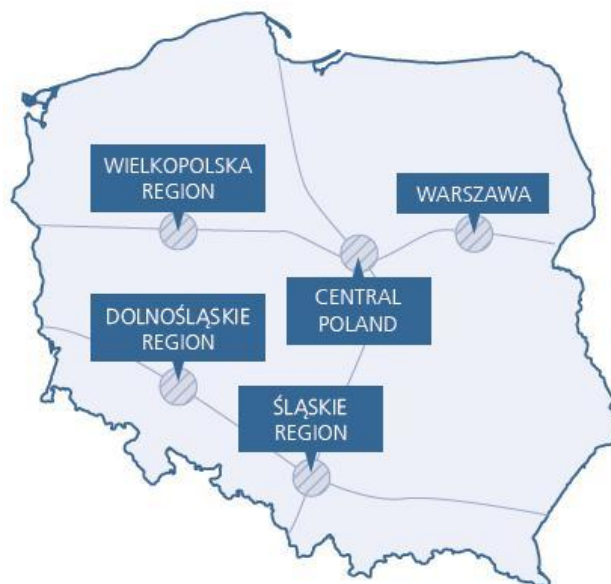 WIELKOPOLSKA
REGION
WARSZAWA
CENTRAL
POLAND
DOLNOŚLĄSKIE
REGION
ŚLĄSKIE
REGION